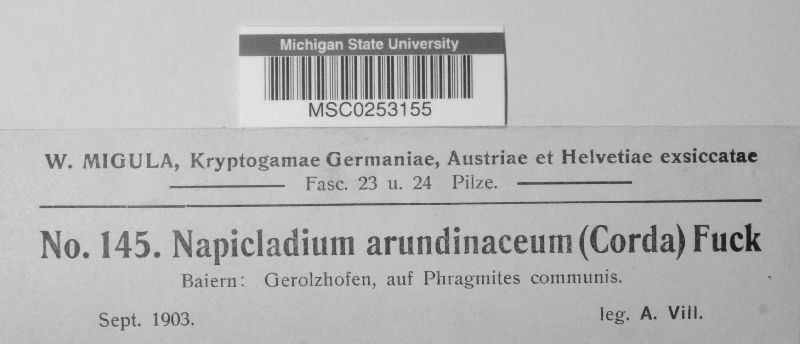 Michigan State University
MSC0253155
W. MIGULA, Kryptogamae Germaniae, Austriae et Helvetiae exsiccatae
Fasc. 23 u. 24 Pilze.
No. 145. Napicladium arundinaceum (Corda) Fuck
Baiern: Gerolzhofen, auf Phragmites communis.
Sept. 1903. leg. A. Vill.